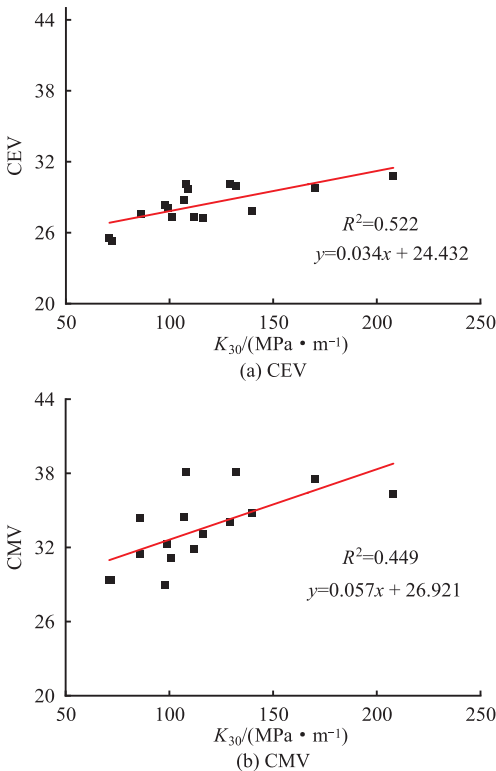 44
38
32
26
20
CEV
R²=0.522
y=0.034x + 24.432
50 100 150 200 250
K₃₀/(MPa・m⁻¹)
(a) CEV
44
38
32
26
20
CMV
R²=0.449
y=0.057x + 26.921
50 100 150 200 250
K₃₀/(MPa・m⁻¹)
(b) CMV